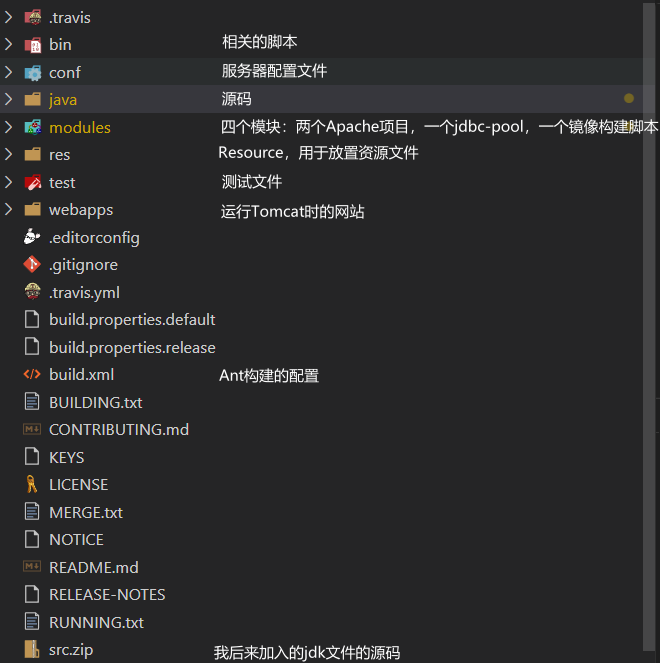 .travis
bin 相关的脚本
conf 服务器配置文件
java 源码
modules 四个模块：两个Apache项目，一个jdbc-pool，一个镜像构建脚本
res Resource，用于放置资源文件
test 测试文件
webapps 运行Tomcat时的网站
.editorconfig
.gitignore
.travis.yml
build.properties.default
build.properties.release
build.xml Ant构建的配置
BUILDING.txt
CONTRIBUTING.md
KEYS
LICENSE
MERGE.txt
NOTICE
README.md
RELEASE-NOTES
RUNNING.txt
src.zip 我后来加入的jdk文件的源码